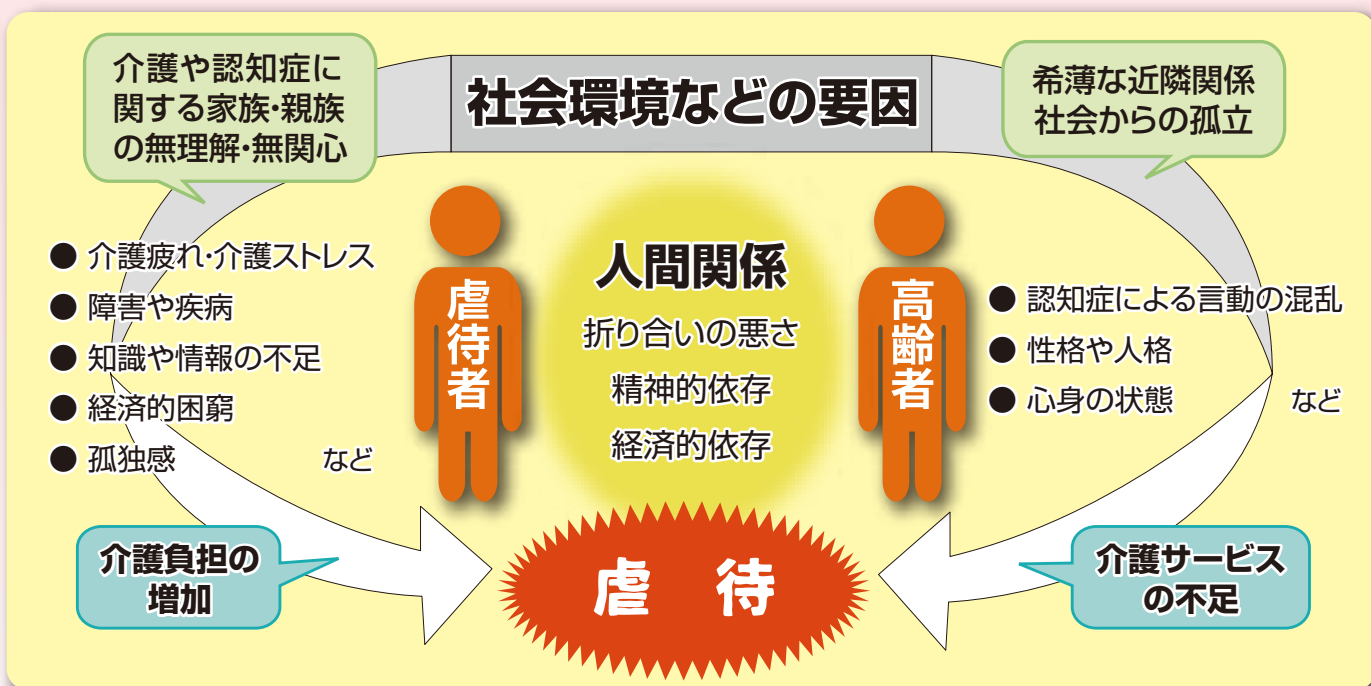 社会環境などの要因
介護や認知症に
関する家族・親族
の無理解・無関心
希薄な近隣関係
社会からの孤立
● 介護疲れ・介護ストレス
● 障害や疾病
● 知識や情報の不足
● 経済的困窮
● 孤独感 など
虐待者
人間関係
折り合いの悪さ
精神的依存
経済的依存
高齢者
● 認知症による言動の混乱
● 性格や人格
● 心身の状態 など
介護負担の
増加
虐 待
介護サービス
の不足